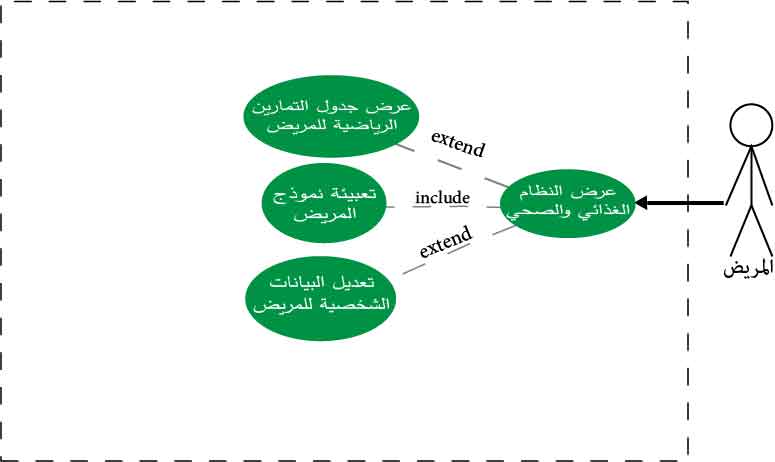 عرض جدول التمارين
الرياضية للمريض
extend
تعبيئة نموذج
المريض
include
عرض النظام
الغذائي والصحي
extend
تعديل البيانات
الشخصية للمريض
المريض